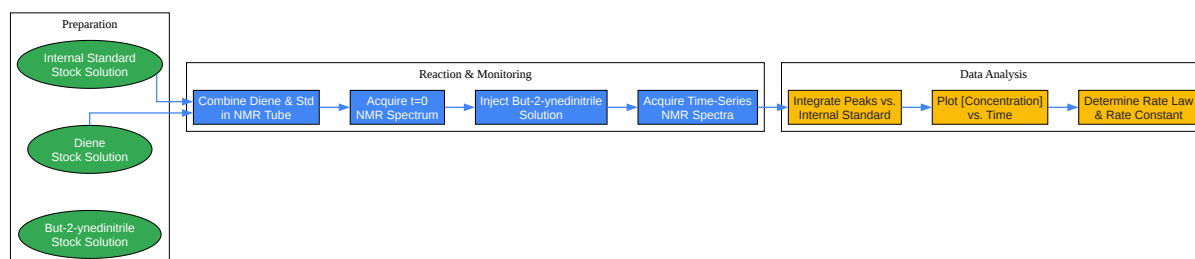 Preparation
Internal Standard
Stock Solution
Diene
Stock Solution
But-2-ynedinitrile
Stock Solution
Reaction & Monitoring
Combine Diene & Std
in NMR Tube
Acquire t=0
NMR Spectrum
Inject But-2-ynedinitrile
Solution
Acquire Time-Series
NMR Spectra
Data Analysis
Integrate Peaks vs.
Internal Standard
Plot [Concentration]
vs. Time
Determine Rate Law
& Rate Constant